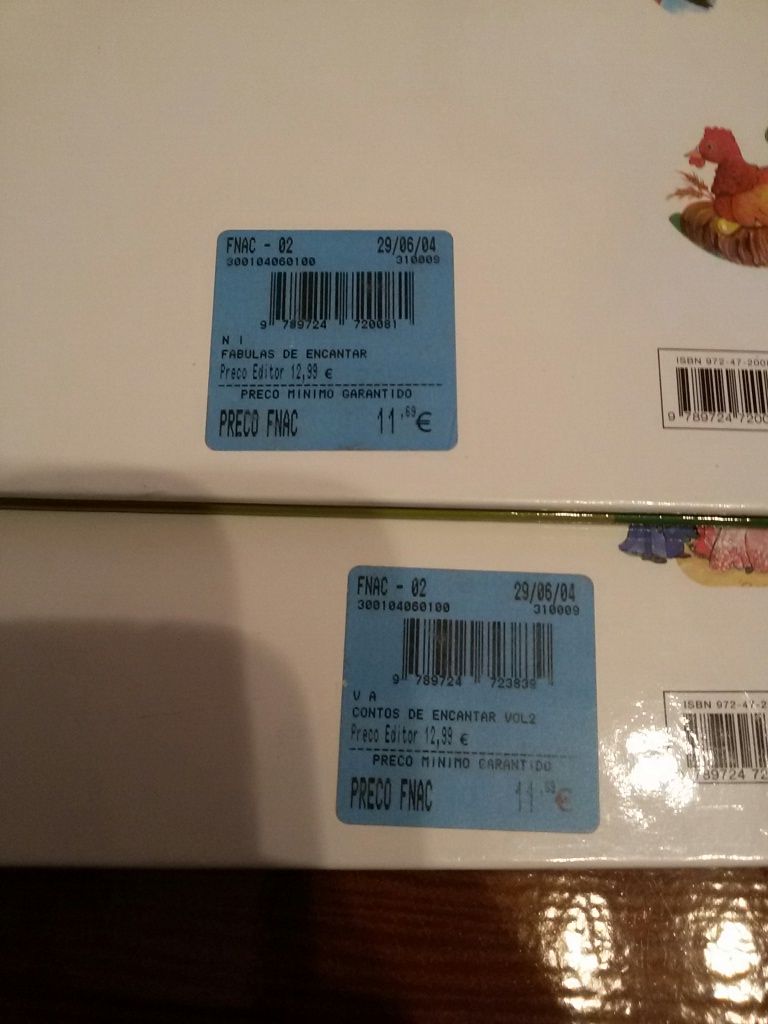 FNAC - 02 29/06/04
300104060100 310009
9 789724 720081
N I
FABULAS DE ENCANTAR
Preco Editor 12,99 €
PRECO MINIMO GARANTIDO
PRECO FNAC 11,69€
ISBN 972-47-200
9 789724 7200
FNAC - 02 29/06/04
300104060100 310009
9 789724 723839
V A
CONTOS DE ENCANTAR VOL2
Preco Editor 12,99 €
PRECO MINIMO GARANTIDO
PRECO FNAC 11,69€
ISBN 972-47-2
789724 72